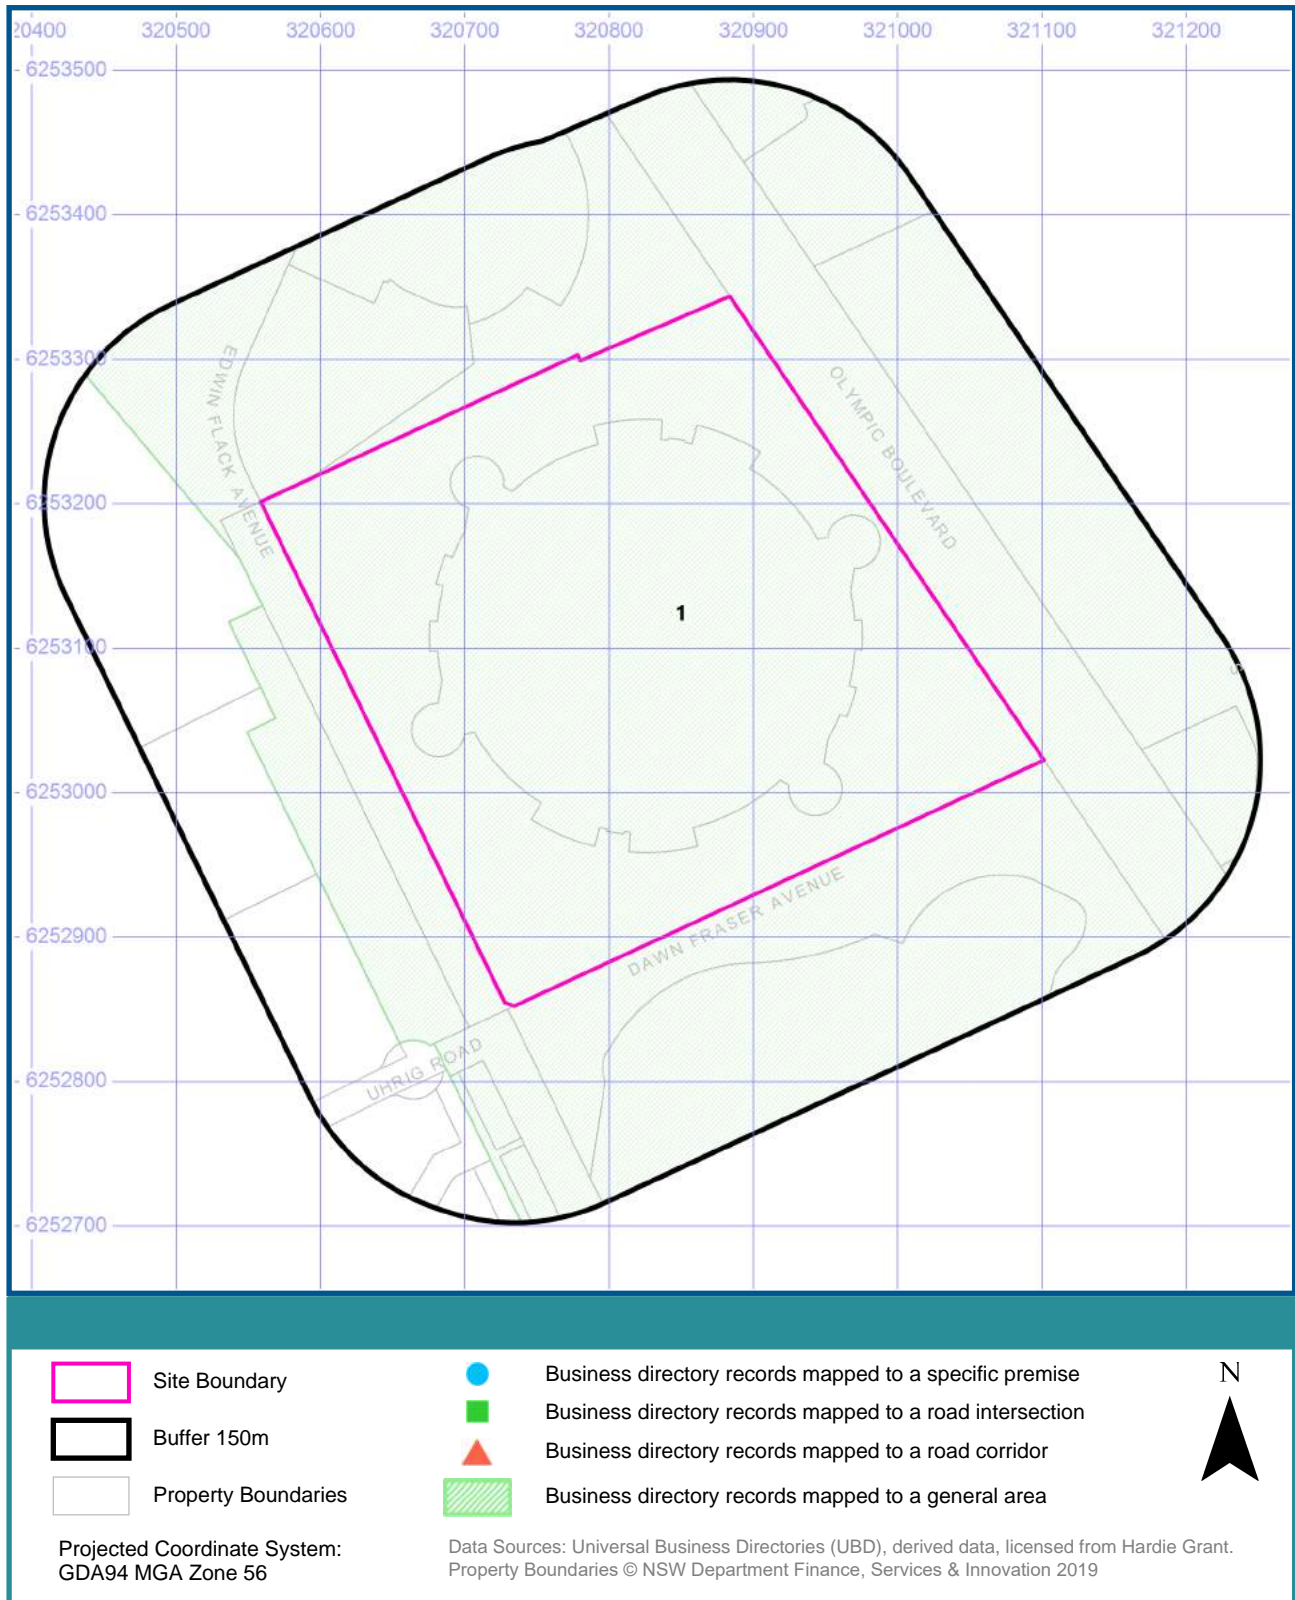 20400 320500 320600 320700 320800 320900 321000 321100 321200
6253500
6253400
6253300
6253200
6253100
6253000
6252900
6252800
6252700
EDWIN FLACK AVENUE
OLYMPIC BOULEVARD
1
S
DAWN FRASER AVENUE
UHRIG ROAD
Site Boundary
Buffer 150m
Property Boundaries
Projected Coordinate System:
GDA94 MGA Zone 56
Business directory records mapped to a specific premise
Business directory records mapped to a road intersection
Business directory records mapped to a road corridor
Business directory records mapped to a general area
N
Data Sources: Universal Business Directories (UBD), derived data, licensed from Hardie Grant.
Property Boundaries © NSW Department Finance, Services & Innovation 2019